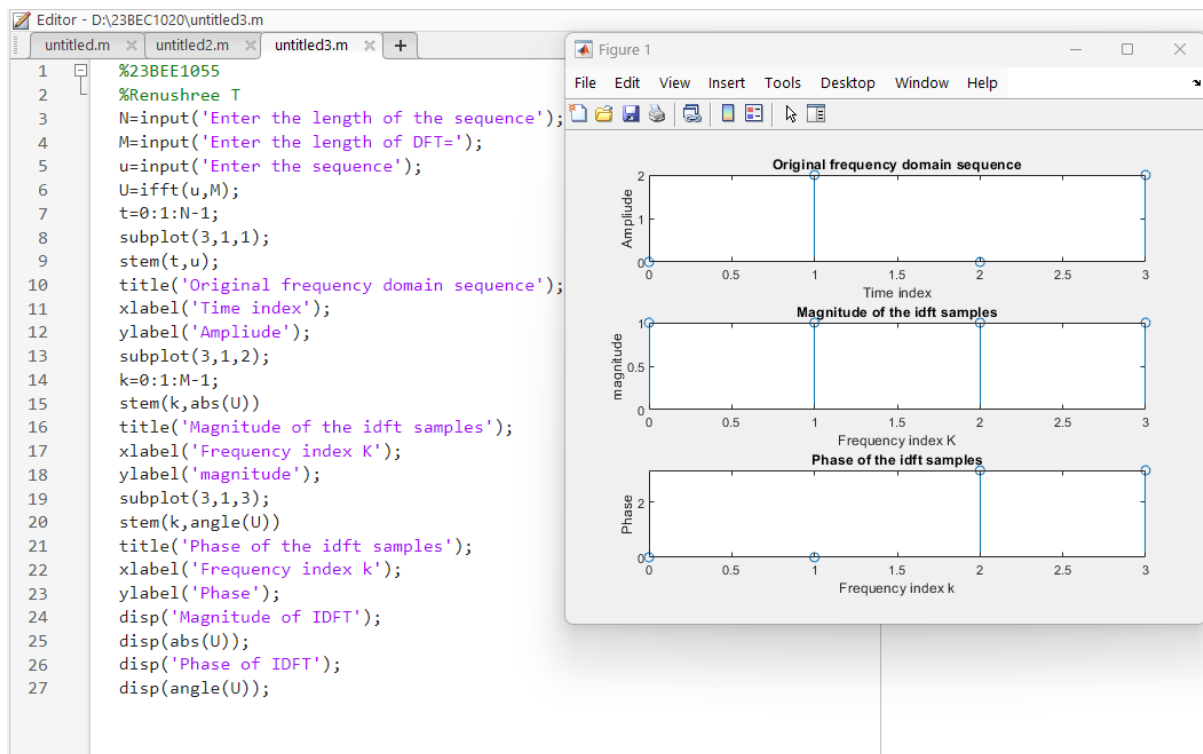 Editor - D:\23BEC1020\untitled3.m
untitled.m × untitled2.m × untitled3.m × +
1 %23BEE1055
2 %Renushree T
3 N=input('Enter the length of the sequence');
4 M=input('Enter the length of DFT=');
5 u=input('Enter the sequence');
6 U=ifft(u,M);
7 t=0:1:N-1;
8 subplot(3,1,1);
9 stem(t,u);
10 title('Original frequency domain sequence');
11 xlabel('Time index');
12 ylabel('Ampliude');
13 subplot(3,1,2);
14 k=0:1:M-1;
15 stem(k,abs(U))
16 title('Magnitude of the idft samples');
17 xlabel('Frequency index K');
18 ylabel('magnitude');
19 subplot(3,1,3);
20 stem(k,angle(U))
21 title('Phase of the idft samples');
22 xlabel('Frequency index k');
23 ylabel('Phase');
24 disp('Magnitude of IDFT');
25 disp(abs(U));
26 disp('Phase of IDFT');
27 disp(angle(U));
Figure 1
File Edit View Insert Tools Desktop Window Help
Original frequency domain sequence
Ampliude
2
1
0
0 0.5 1 1.5 2 2.5 3
Time index
Magnitude of the idft samples
magnitude
1
0.5
0
0 0.5 1 1.5 2 2.5 3
Frequency index K
Phase of the idft samples
Phase
2
0
0 0.5 1 1.5 2 2.5 3
Frequency index k